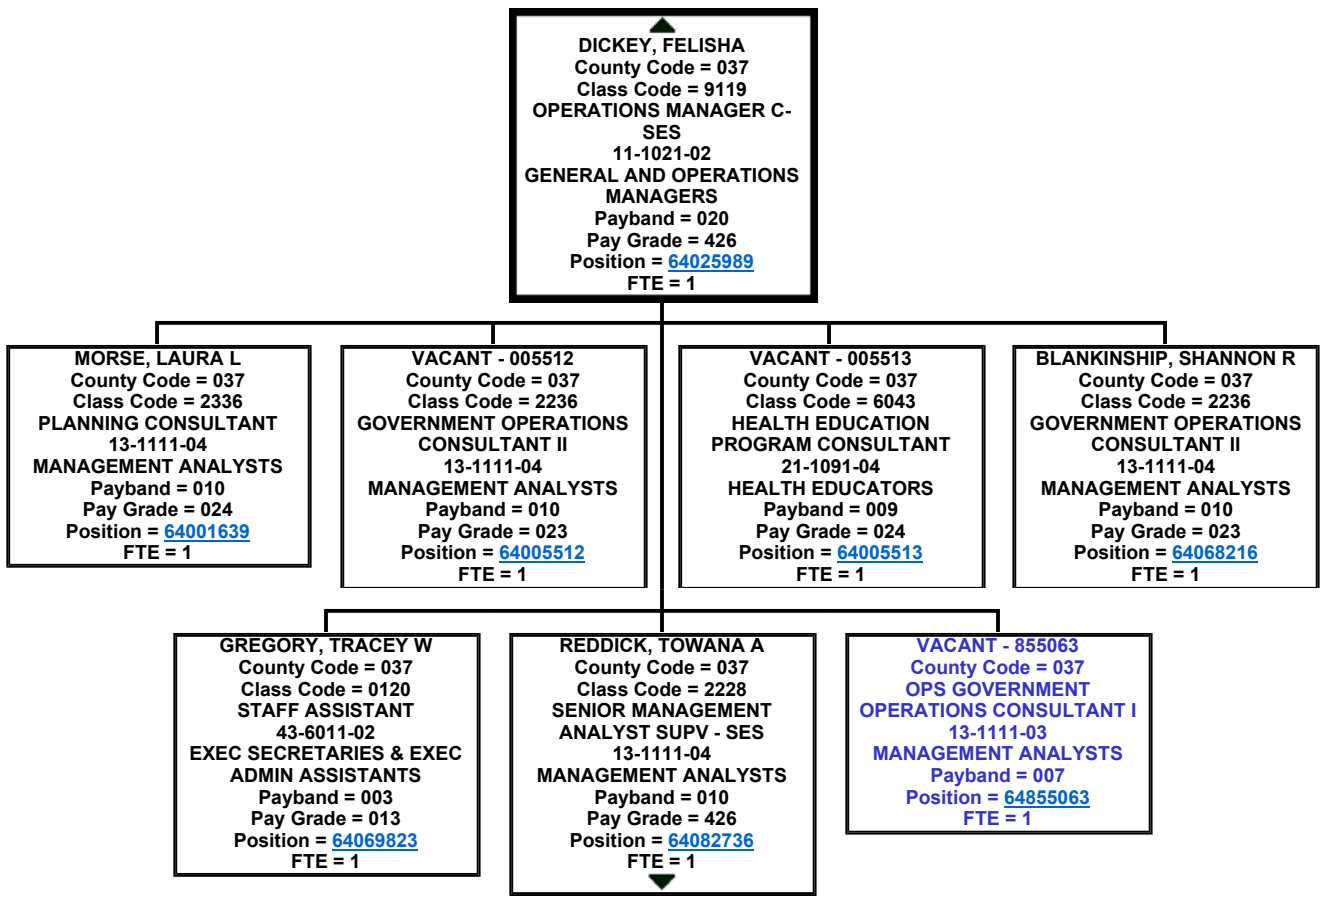 DICKEY, FELISHA
County Code = 037
Class Code = 9119
OPERATIONS MANAGER C-
SES
11-1021-02
GENERAL AND OPERATIONS
MANAGERS
Payband = 020
Pay Grade = 426
Position = 64025989
FTE = 1
MORSE, LAURA L
County Code = 037
Class Code = 2336
PLANNING CONSULTANT
13-1111-04
MANAGEMENT ANALYSTS
Payband = 010
Pay Grade = 024
Position = 64001639
FTE = 1
VACANT - 005512
County Code = 037
Class Code = 2236
GOVERNMENT OPERATIONS
CONSULTANT II
13-1111-04
MANAGEMENT ANALYSTS
Payband = 010
Pay Grade = 023
Position = 64005512
FTE = 1
VACANT - 005513
County Code = 037
Class Code = 6043
HEALTH EDUCATION
PROGRAM CONSULTANT
21-1091-04
HEALTH EDUCATORS
Payband = 009
Pay Grade = 024
Position = 64005513
FTE = 1
BLANKINSHIP, SHANNON R
County Code = 037
Class Code = 2236
GOVERNMENT OPERATIONS
CONSULTANT II
13-1111-04
MANAGEMENT ANALYSTS
Payband = 010
Pay Grade = 023
Position = 64068216
FTE = 1
GREGORY, TRACEY W
County Code = 037
Class Code = 0120
STAFF ASSISTANT
43-6011-02
EXEC SECRETARIES & EXEC
ADMIN ASSISTANTS
Payband = 003
Pay Grade = 013
Position = 64069823
FTE = 1
REDDICK, TOWANA A
County Code = 037
Class Code = 2228
SENIOR MANAGEMENT
ANALYST SUPV - SES
13-1111-04
MANAGEMENT ANALYSTS
Payband = 010
Pay Grade = 426
Position = 64082736
FTE = 1
VACANT - 855063
County Code = 037
OPS GOVERNMENT
OPERATIONS CONSULTANT I
13-1111-03
MANAGEMENT ANALYSTS
Payband = 007
Position = 64855063
FTE = 1